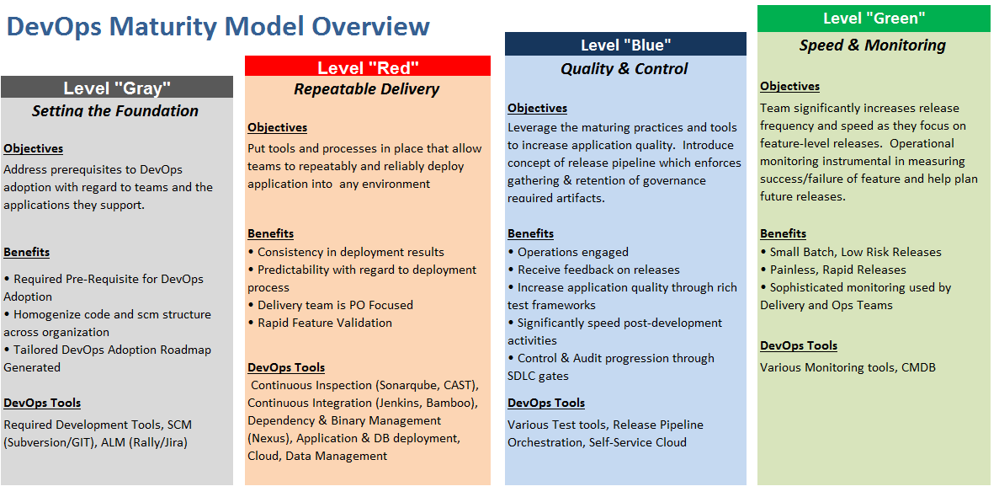 DevOps Maturity Model Overview
Level "Gray"
Setting the Foundation
Objectives
Address prerequisites to DevOps
adoption with regard to teams and the
applications they support.
Benefits
• Required Pre-Requisite for DevOps
Adoption
• Homogenize code and scm structure
across organization
• Tailored DevOps Adoption Roadmap
Generated
DevOps Tools
Required Development Tools, SCM
(Subversion/GIT), ALM (Rally/Jira)
Level "Red"
Repeatable Delivery
Objectives
Put tools and processes in place that allow
teams to repeatably and reliably deploy
application into any environment
Benefits
• Consistency in deployment results
• Predictability with regard to deployment
process
• Delivery team is PO Focused
• Rapid Feature Validation
DevOps Tools
Continuous Inspection (Sonarqube, CAST),
Continuous Integration (Jenkins, Bamboo),
Dependency & Binary Management
(Nexus), Application & DB deployment,
Cloud, Data Management
Level "Blue"
Quality & Control
Objectives
Leverage the maturing practices and tools
to increase application quality. Introduce
concept of release pipeline which enforces
gathering & retention of governance
required artifacts.
Benefits
• Operations engaged
• Receive feedback on releases
• Increase application quality through rich
test frameworks
• Significantly speed post-development
activities
• Control & Audit progression through
SDLC gates
DevOps Tools
Various Test tools, Release Pipeline
Orchestration, Self-Service Cloud
Level "Green"
Speed & Monitoring
Objectives
Team significantly increases release
frequency and speed as they focus on
feature-level releases. Operational
monitoring instrumental in measuring
success/failure of feature and help plan
future releases.
Benefits
• Small Batch, Low Risk Releases
• Painless, Rapid Releases
• Sophisticated monitoring used by
Delivery and Ops Teams
DevOps Tools
Various Monitoring tools, CMDB